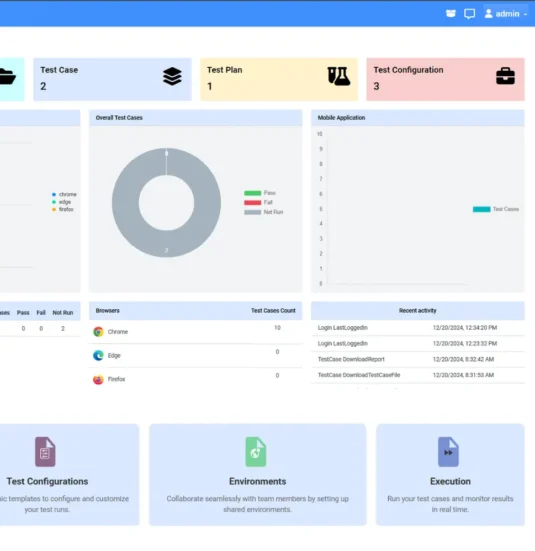 admin
Test Case
2
Test Plan
1
Test Configuration
3
chrome
edge
firefox
Overall Test Cases
Pass
Fail
Not Run
Mobile Application
10
9
8
7
6
5
4
3
2
1
0
Test Cases
Pass Fail Not Run
0 0 2
Browsers Test Cases Count
Chrome 10
Edge 0
Firefox 0
Recent activity
Login LastLoggedIn 12/20/2024, 12:34:20 PM
Login LastLoggedIn 12/20/2024, 12:23:32 PM
TestCase DownloadReport 12/20/2024, 8:32:42 AM
TestCase DownloadTestCaseFile 12/20/2024, 8:31:53 AM
Test Configurations
templates to configure and customize
your test runs.
Environments
Collaborate seamlessly with team members by setting up
shared environments.
Execution
Run your test cases and monitor results
in real time.